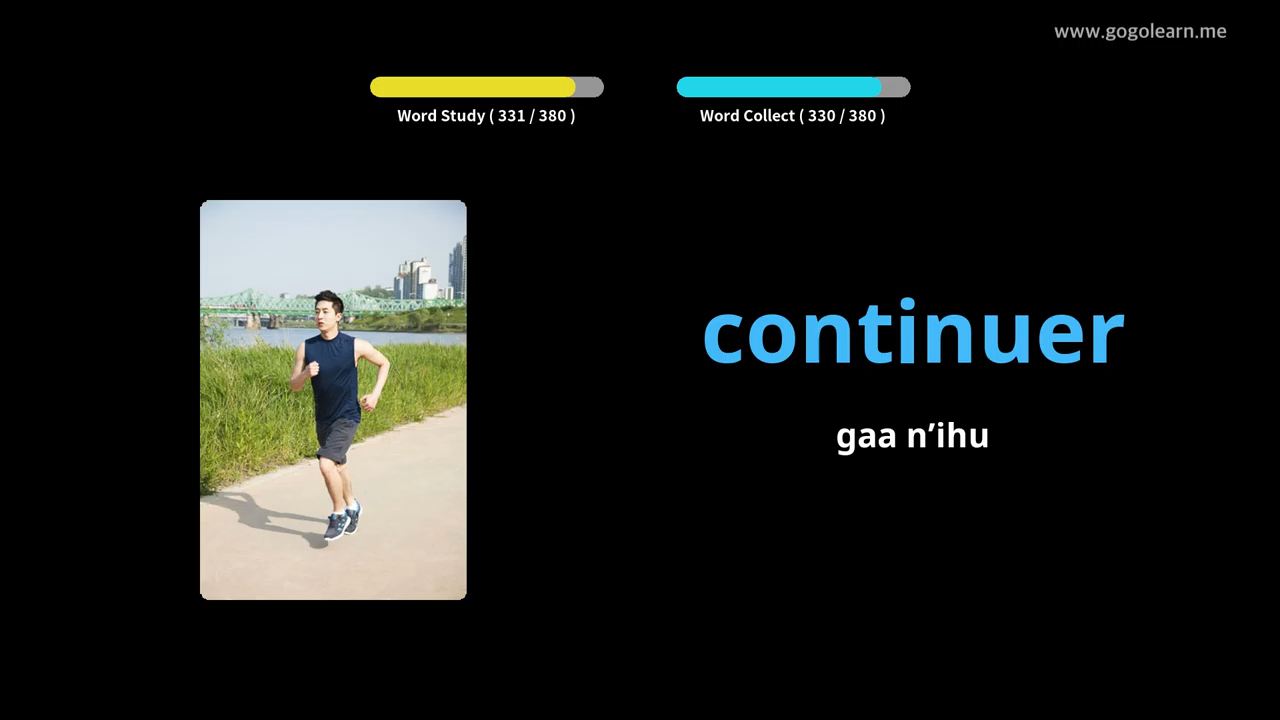 www.gogolearn.me
Word Study ( 331 / 380 )
Word Collect ( 330 / 380 )
continuer
gaa n’ihu